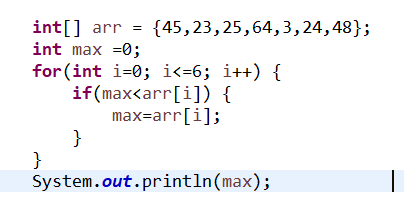 int[] arr = {45,23,25,64,3,24,48};
int max =0;
for(int i=0; i<=6; i++) {
    if(max<arr[i]) {
        max=arr[i];
    }
}
System.out.println(max);